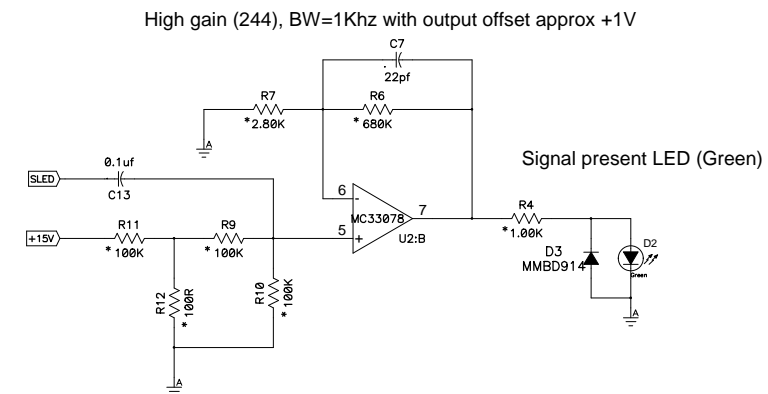 High gain (244), BW=1Khz with output offset approx +1V
C7
22pf
R7
R6
* 2.80K
* 680K
A
Signal present LED (Green)
0.1uf
SLED
C13
6
-
MC33078
7
R4
* 1.00K
D2
Green
D3
MMBD914
U2:B
R11
R9
5
+
+15V
* 100K
* 100K
R12
* 100R
R10
* 100K
A
A